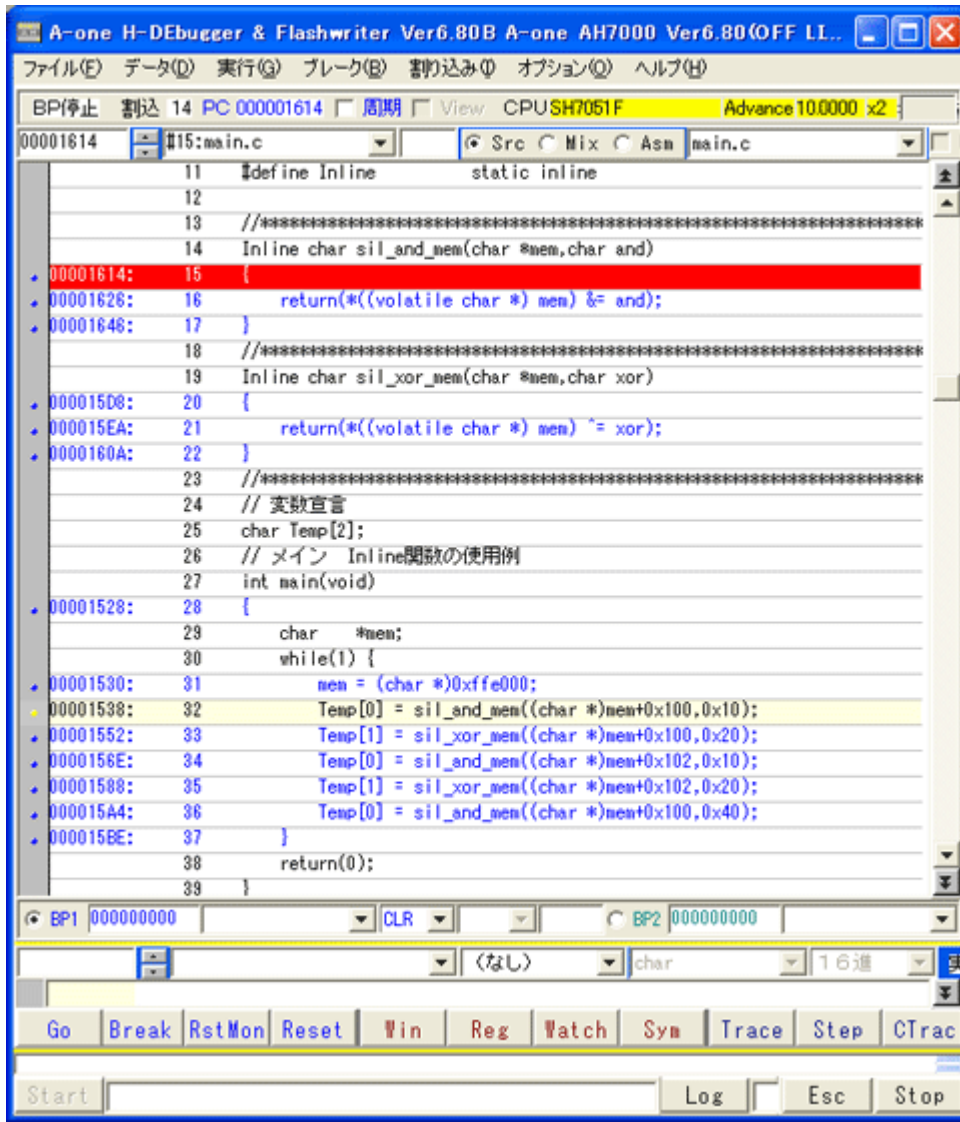 A-one H-DEbugger & Flashwriter Ver6.80B A-one AH7000 Ver6.80(OFF LI..
ファイル(F) データ(D) 実行(G) ブレーク(B) 割り込み(I) オプション(O) ヘルプ(H)
BP停止 割込 14 PC 000001614 周期 View CPU SH7051F Advance 10.0000 x2 :
00001614 #15:main.c Src Mix Asm main.c
11 #define Inline static inline
12
13 //**********************************************************************
14 Inline char sil_and_mem(char *mem,char and)
00001614: 15 {
00001626: 16 return(*((volatile char *) mem) &= and);
00001646: 17 }
18 //**********************************************************************
19 Inline char sil_xor_mem(char *mem,char xor)
000015D8: 20 {
000015EA: 21 return(*((volatile char *) mem) ^= xor);
0000160A: 22 }
23 //**********************************************************************
24 // 変数宣言
25 char Temp[2];
26 // メイン Inline関数の使用例
27 int main(void)
00001528: 28 {
29 char *mem;
30 while(1) {
00001530: 31 mem = (char *)0xffe000;
00001538: 32 Temp[0] = sil_and_mem((char *)mem+0x100,0x10);
00001552: 33 Temp[1] = sil_xor_mem((char *)mem+0x100,0x20);
0000156E: 34 Temp[0] = sil_and_mem((char *)mem+0x102,0x10);
00001588: 35 Temp[1] = sil_xor_mem((char *)mem+0x102,0x20);
000015A4: 36 Temp[0] = sil_and_mem((char *)mem+0x100,0x40);
000015BE: 37 }
38 return(0);
39 }
BP1 000000000 CLR BP2 000000000
(なし) char 16進
Go Break RstMon Reset Win Reg Watch Sym Trace Step CTrac
Start Log Esc Stop